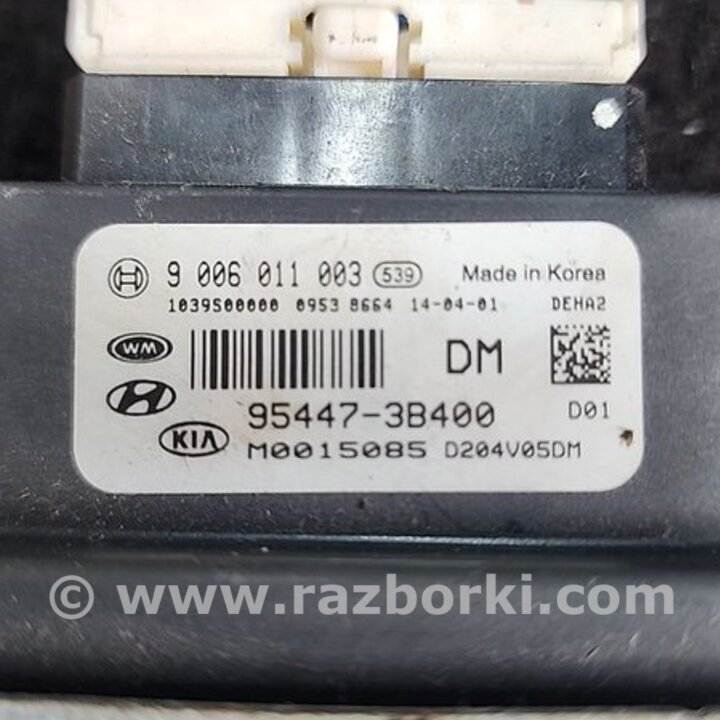 9 006 011 003 539 Made in Korea
1039S00000 0953 8664 14-04-01 DEHA2
WM DM
95447-3B400 D01
KIA M0015085 D204V05DM
© www.razborki.com